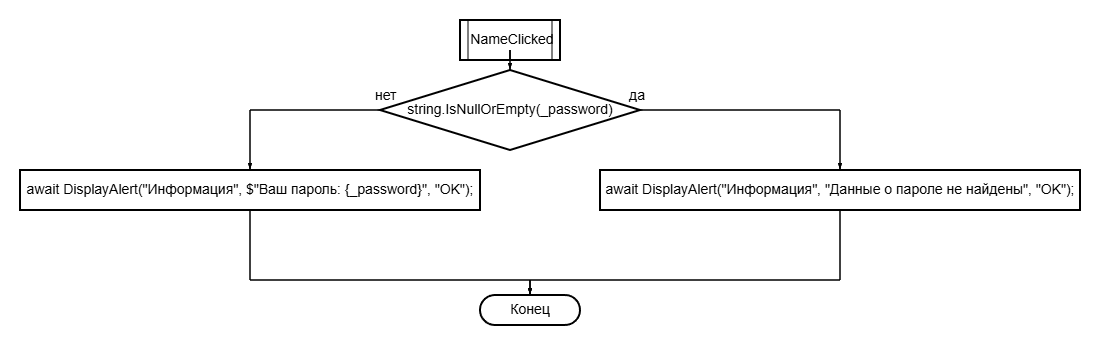 NameClicked
нет
да
string.IsNullOrEmpty(_password)
await DisplayAlert("Информация", $"Ваш пароль: {_password}", "OK");
await DisplayAlert("Информация", "Данные о пароле не найдены", "OK");
Конец